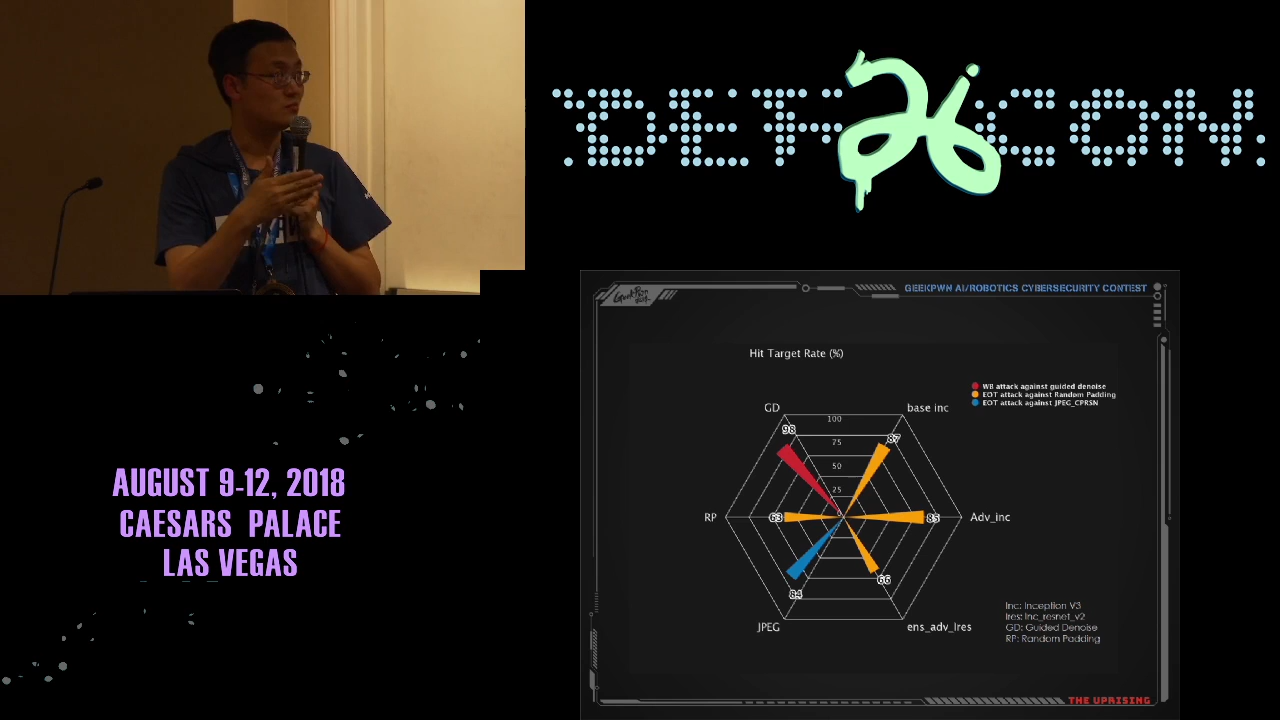 DEF CON
26
GEEKPWN AI/ROBOTICS CYBERSECURITY CONTEST
Hit Target Rate (%)
WB attack against guided denoise
EOT attack against Random Padding
EOT attack against JPEG_CPRSN
GD
base inc
100
98
87
75
50
25
0
RP
63
85
Adv_inc
66
84
JPEG
ens_adv_Ires
Inc: Inception V3
Ires: Inc_resnet_v2
GD: Guided Denoise
RP: Random Padding
THE UPRISING
AUGUST 9-12, 2018
CAESARS PALACE
LAS VEGAS